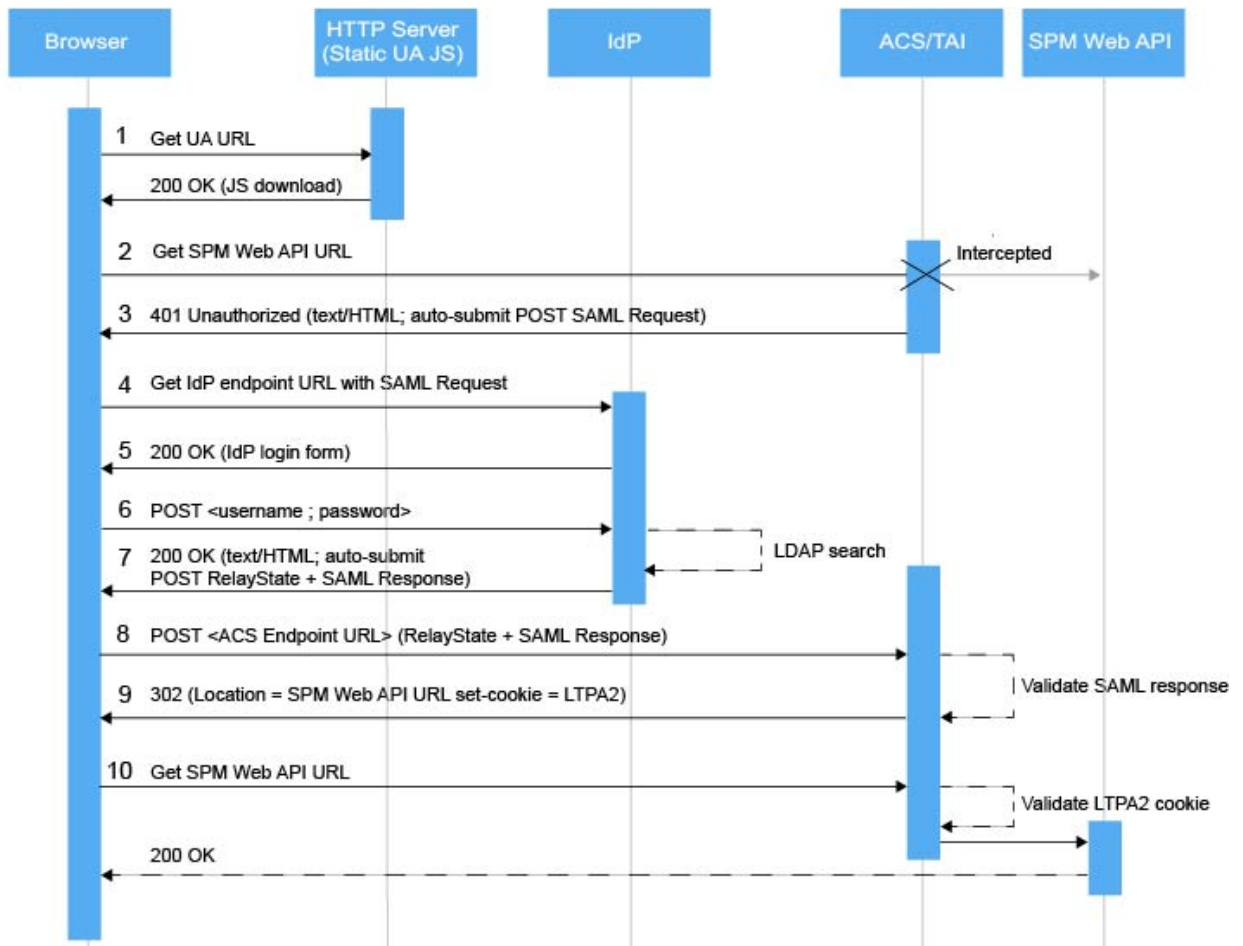 Browser
HTTP Server
(Static UA JS)
IdP
ACS/TAI
SPM Web API
1 Get UA URL
200 OK (JS download)
2 Get SPM Web API URL
Intercepted
3 401 Unauthorized (text/HTML; auto-submit POST SAML Request)
4 Get IdP endpoint URL with SAML Request
5 200 OK (IdP login form)
6 POST <username ; password>
LDAP search
7 200 OK (text/HTML; auto-submit
POST RelayState + SAML Response)
8 POST <ACS Endpoint URL> (RelayState + SAML Response)
Validate SAML response
9 302 (Location = SPM Web API URL set-cookie = LTPA2)
10 Get SPM Web API URL
Validate LTPA2 cookie
200 OK